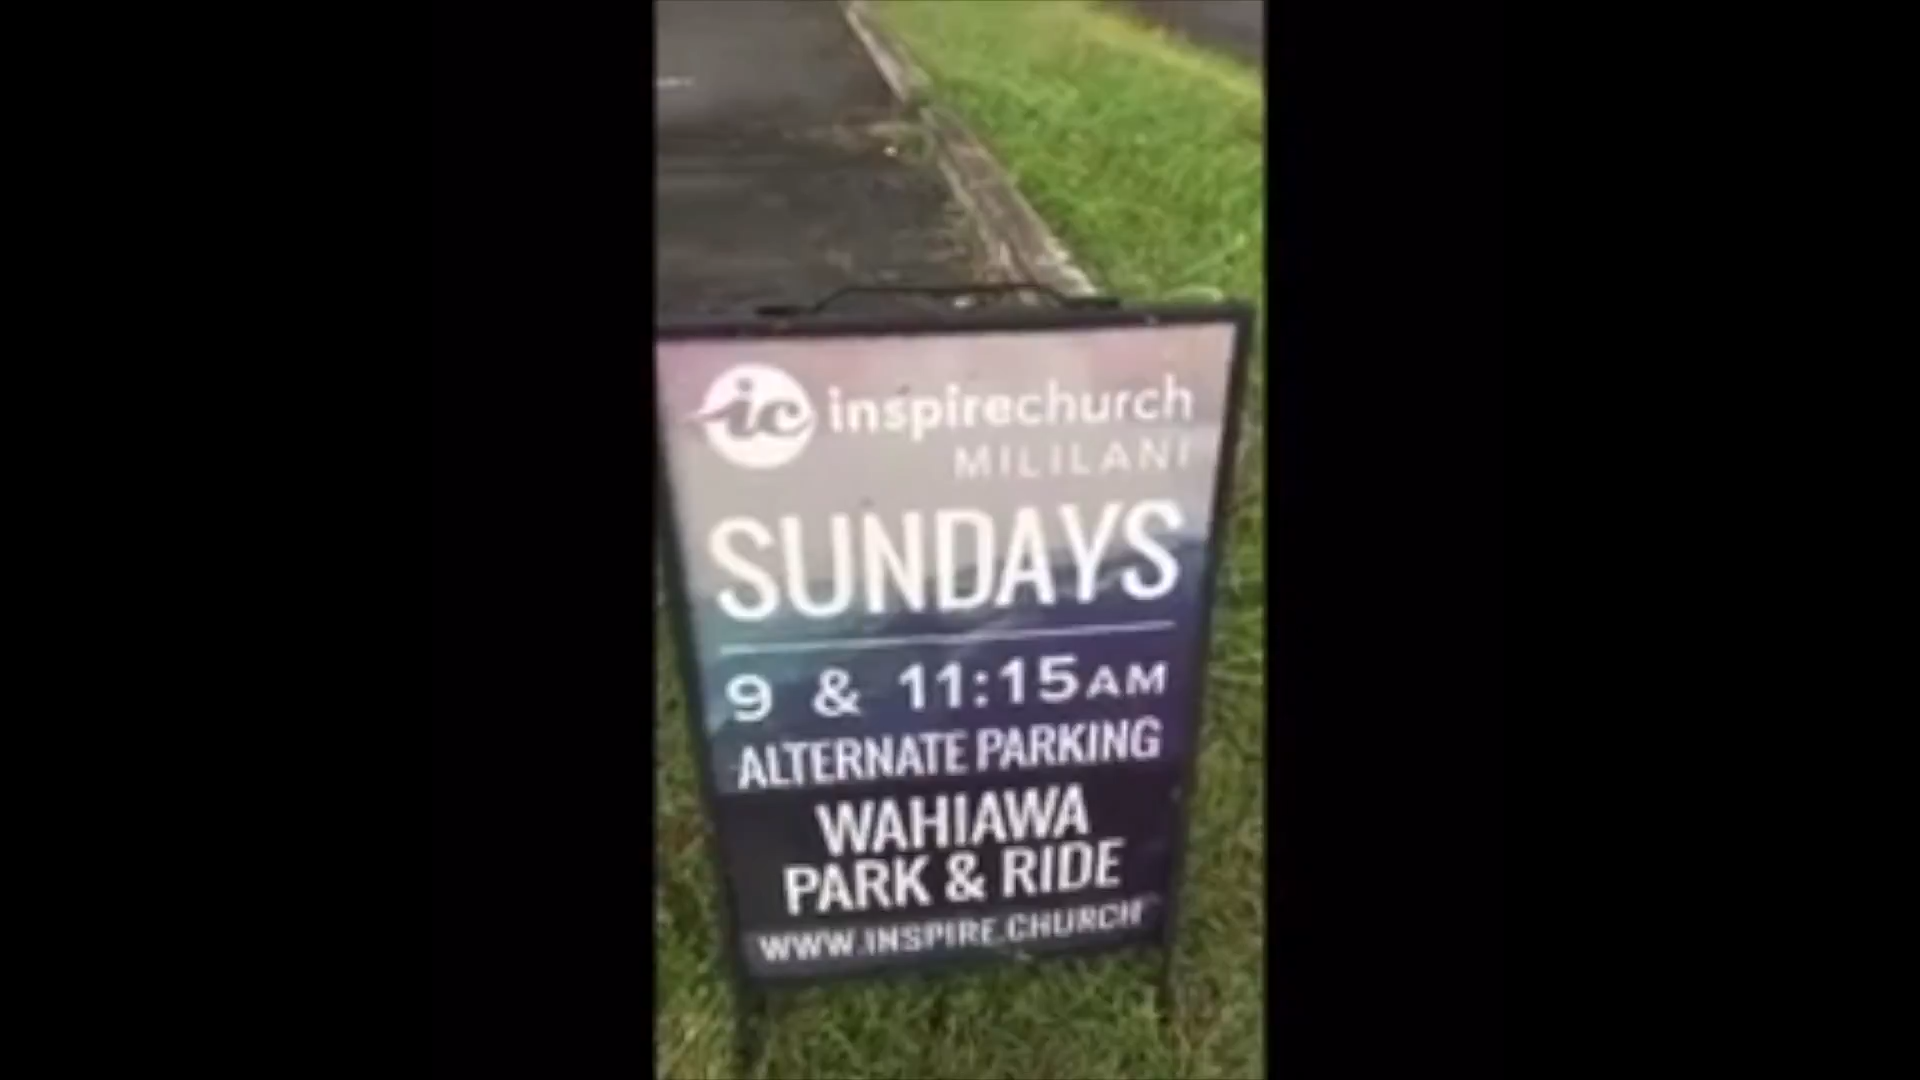 ic inspirechurch
MILILANI
SUNDAYS
9 & 11:15AM
ALTERNATE PARKING
WAHIAWA
PARK & RIDE
WWW.INSPIRE.CHURCH